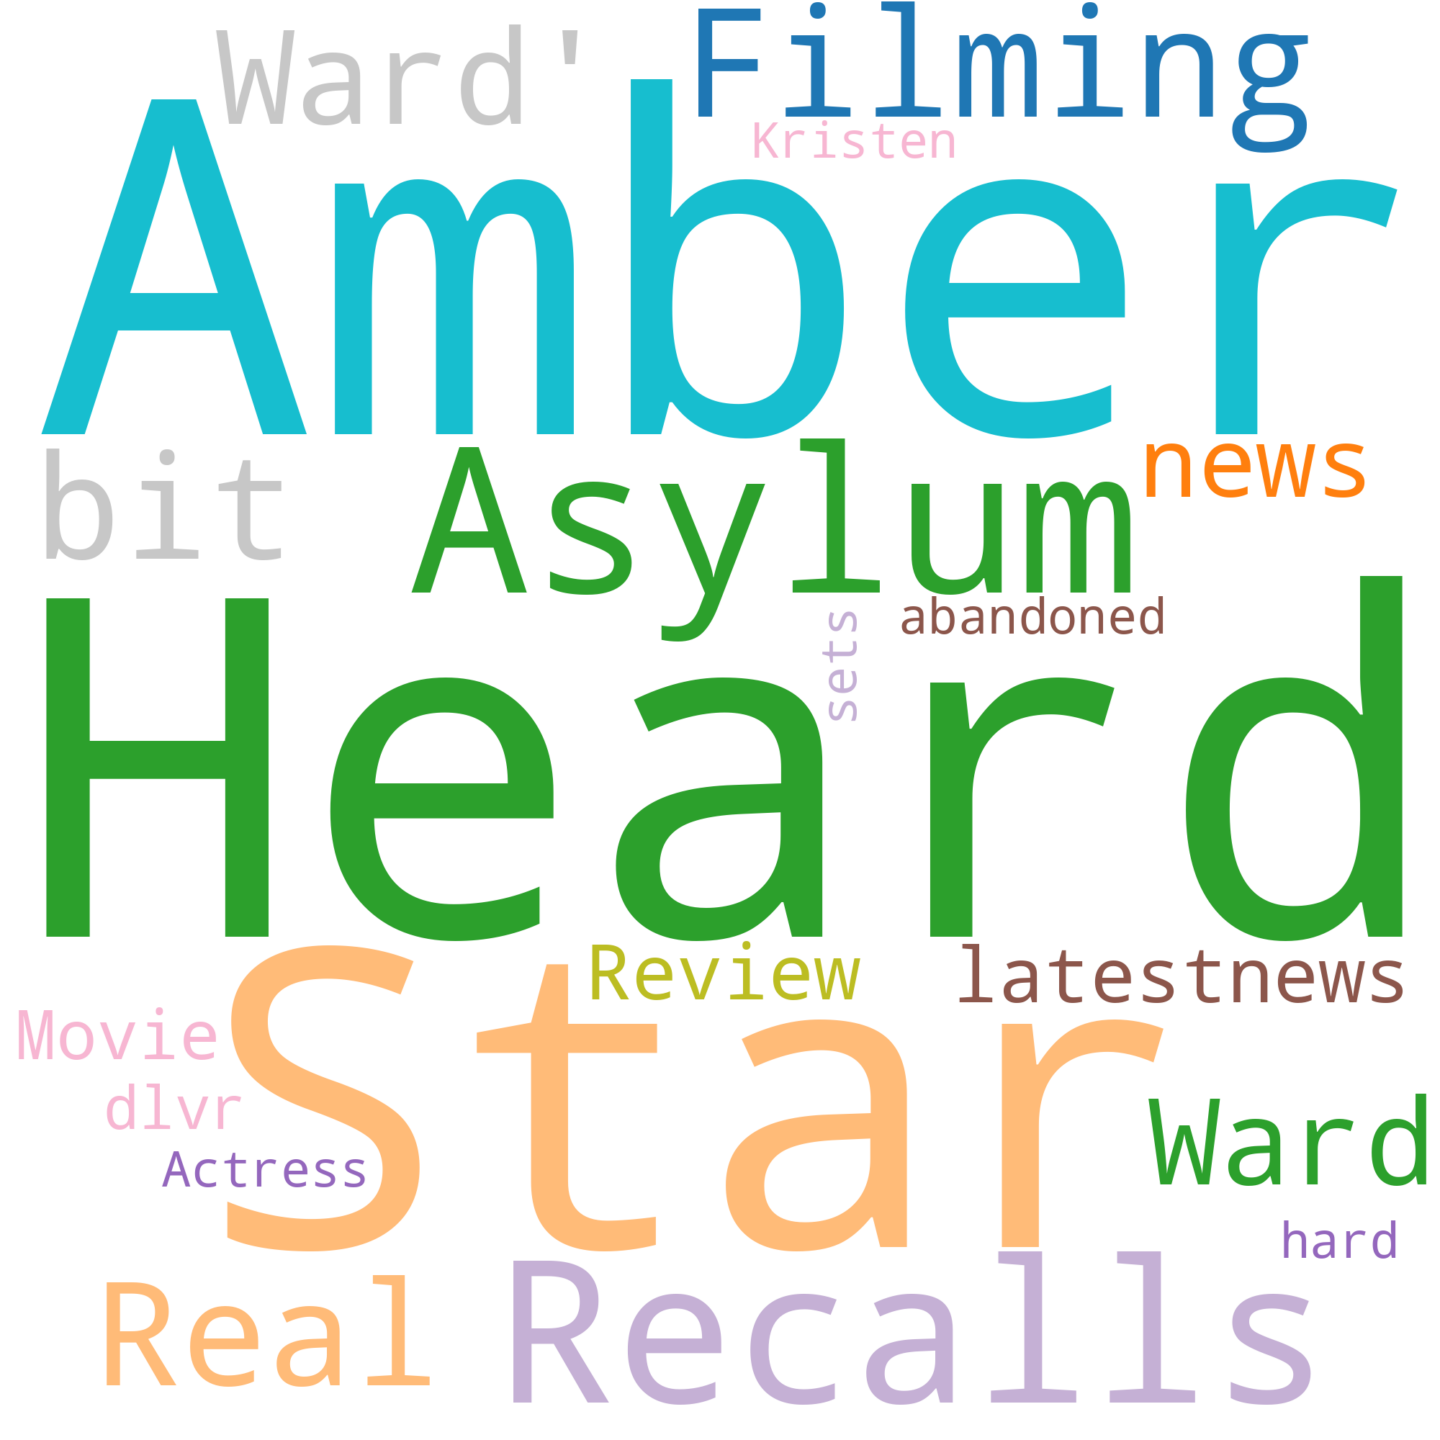 Ward'
Filming
Kristen
Amber
bit
Asylum
news
abandoned
sets
Heard
Review
latestnews
Movie
Star
dlvr
Actress
Ward
hard
Real
Recalls